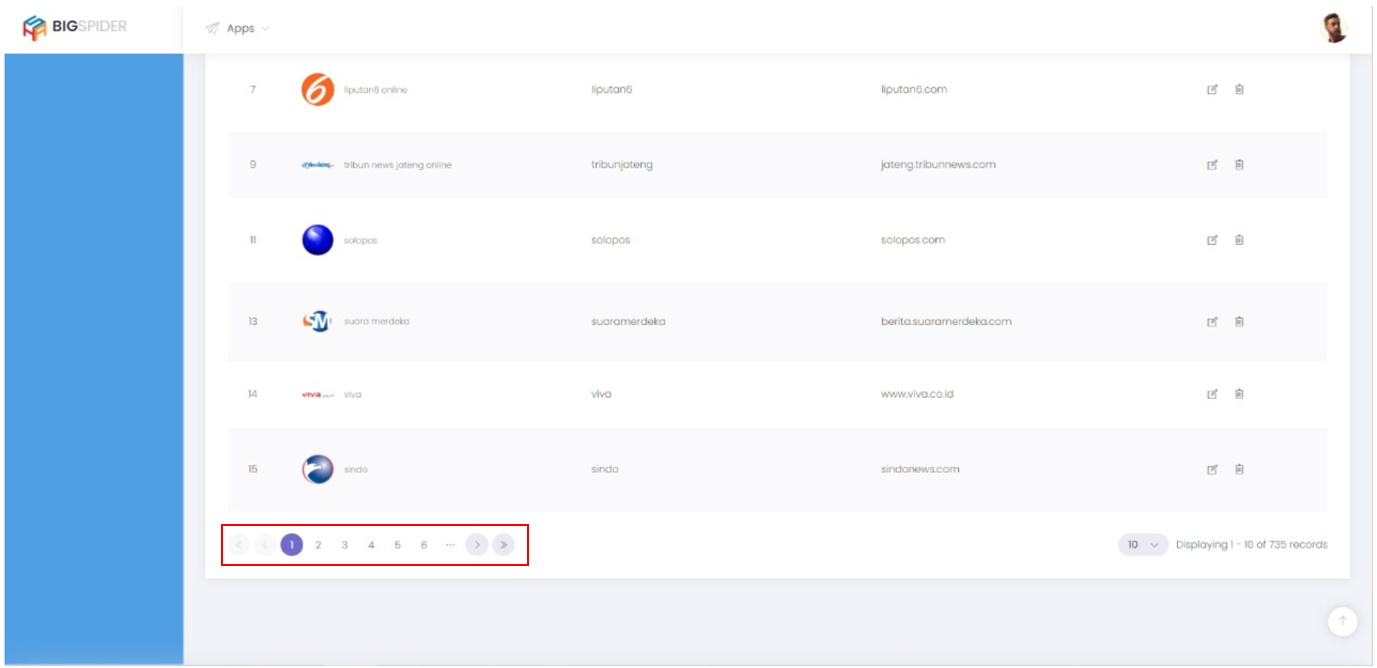 BIGSPIDER
Apps
7 liputan6 online liputan6 liputan6.com
9 tribun news jateng online tribunjateng jateng.tribunnews.com
11 solopos solopos solopos.com
13 SM suara merdeka suaramerdeka berita.suaramerdeka.com
14 viva viva viva www.viva.co.id
15 sindo sindo sindonews.com
1 2 3 4 5 6 ... 10 Displaying 1 - 10 of 735 records